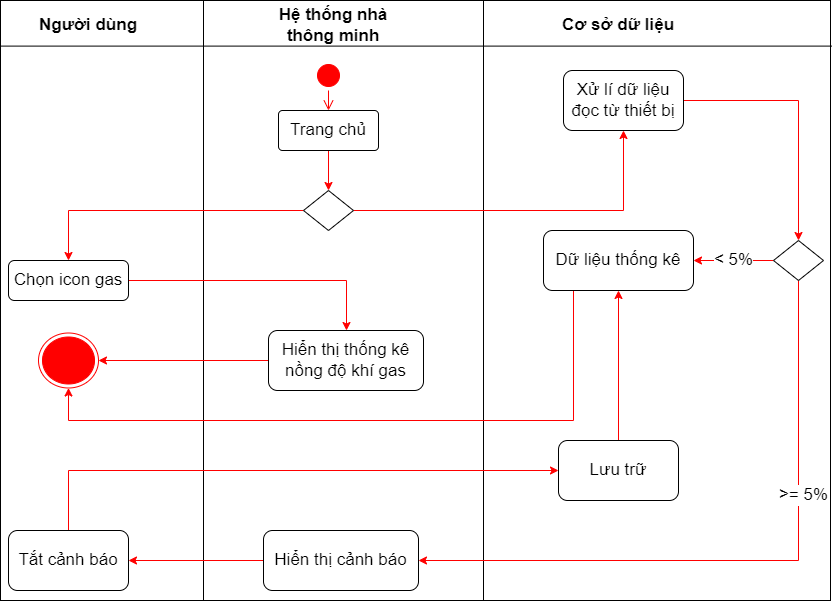 Người dùng
Hệ thống nhà
thông minh
Cơ sở dữ liệu
Trang chủ
Xử lí dữ liệu
đọc từ thiết bị
Chọn icon gas
Dữ liệu thống kê
< 5%
Hiển thị thống kê
nồng độ khí gas
Lưu trữ
>= 5%
Tắt cảnh báo
Hiển thị cảnh báo